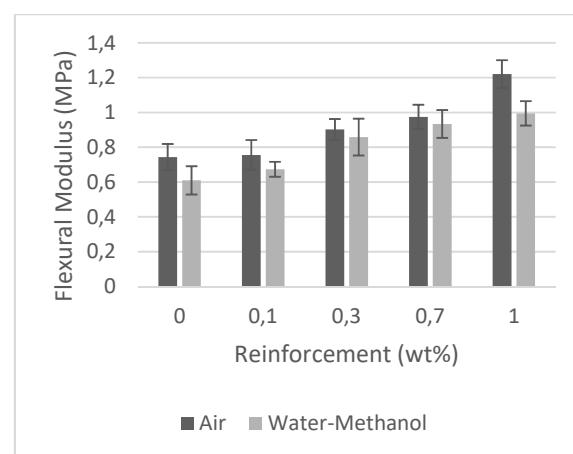 Flexural Modulus (MPa)
1,4
1,2
1
0,8
0,6
0,4
0,2
0
0 0,1 0,3 0,7 1
Reinforcement (wt%)
Air Water-Methanol